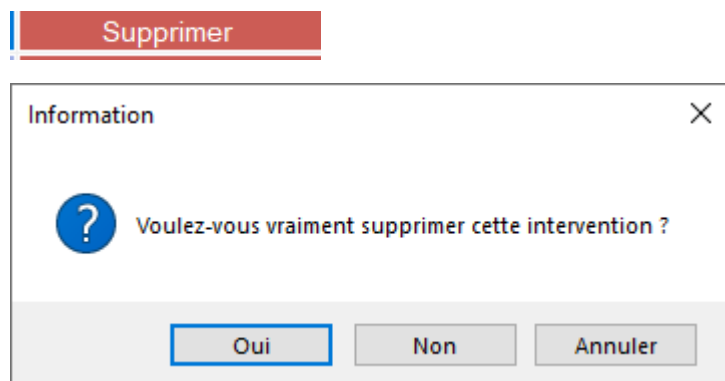 Supprimer
Information
Voulez-vous vraiment supprimer cette intervention ?
Oui Non Annuler